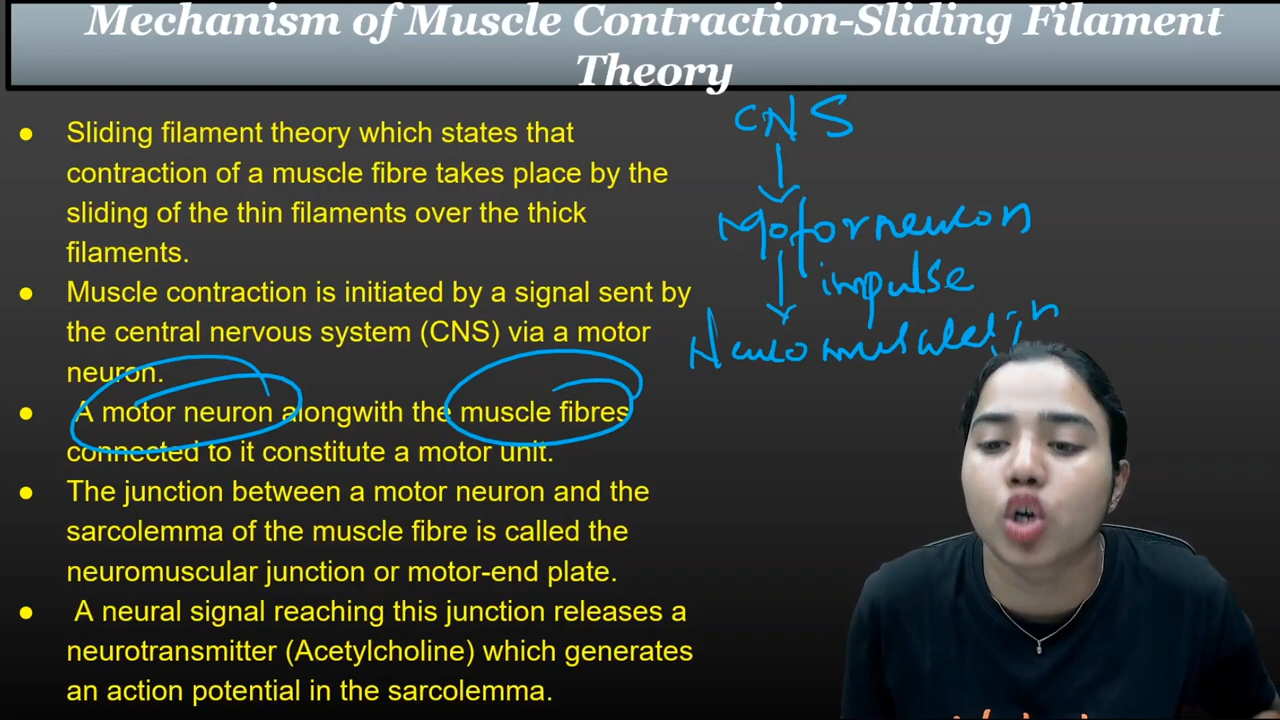 Mechanism of Muscle Contraction-Sliding Filament
Theory
● Sliding filament theory which states that
contraction of a muscle fibre takes place by the
sliding of the thin filaments over the thick
filaments.
● Muscle contraction is initiated by a signal sent by
the central nervous system (CNS) via a motor
neuron.
● A motor neuron alongwith the muscle fibres
connected to it constitute a motor unit.
● The junction between a motor neuron and the
sarcolemma of the muscle fibre is called the
neuromuscular junction or motor-end plate.
● A neural signal reaching this junction releases a
neurotransmitter (Acetylcholine) which generates
an action potential in the sarcolemma.
CNS
Motor neuron
impulse